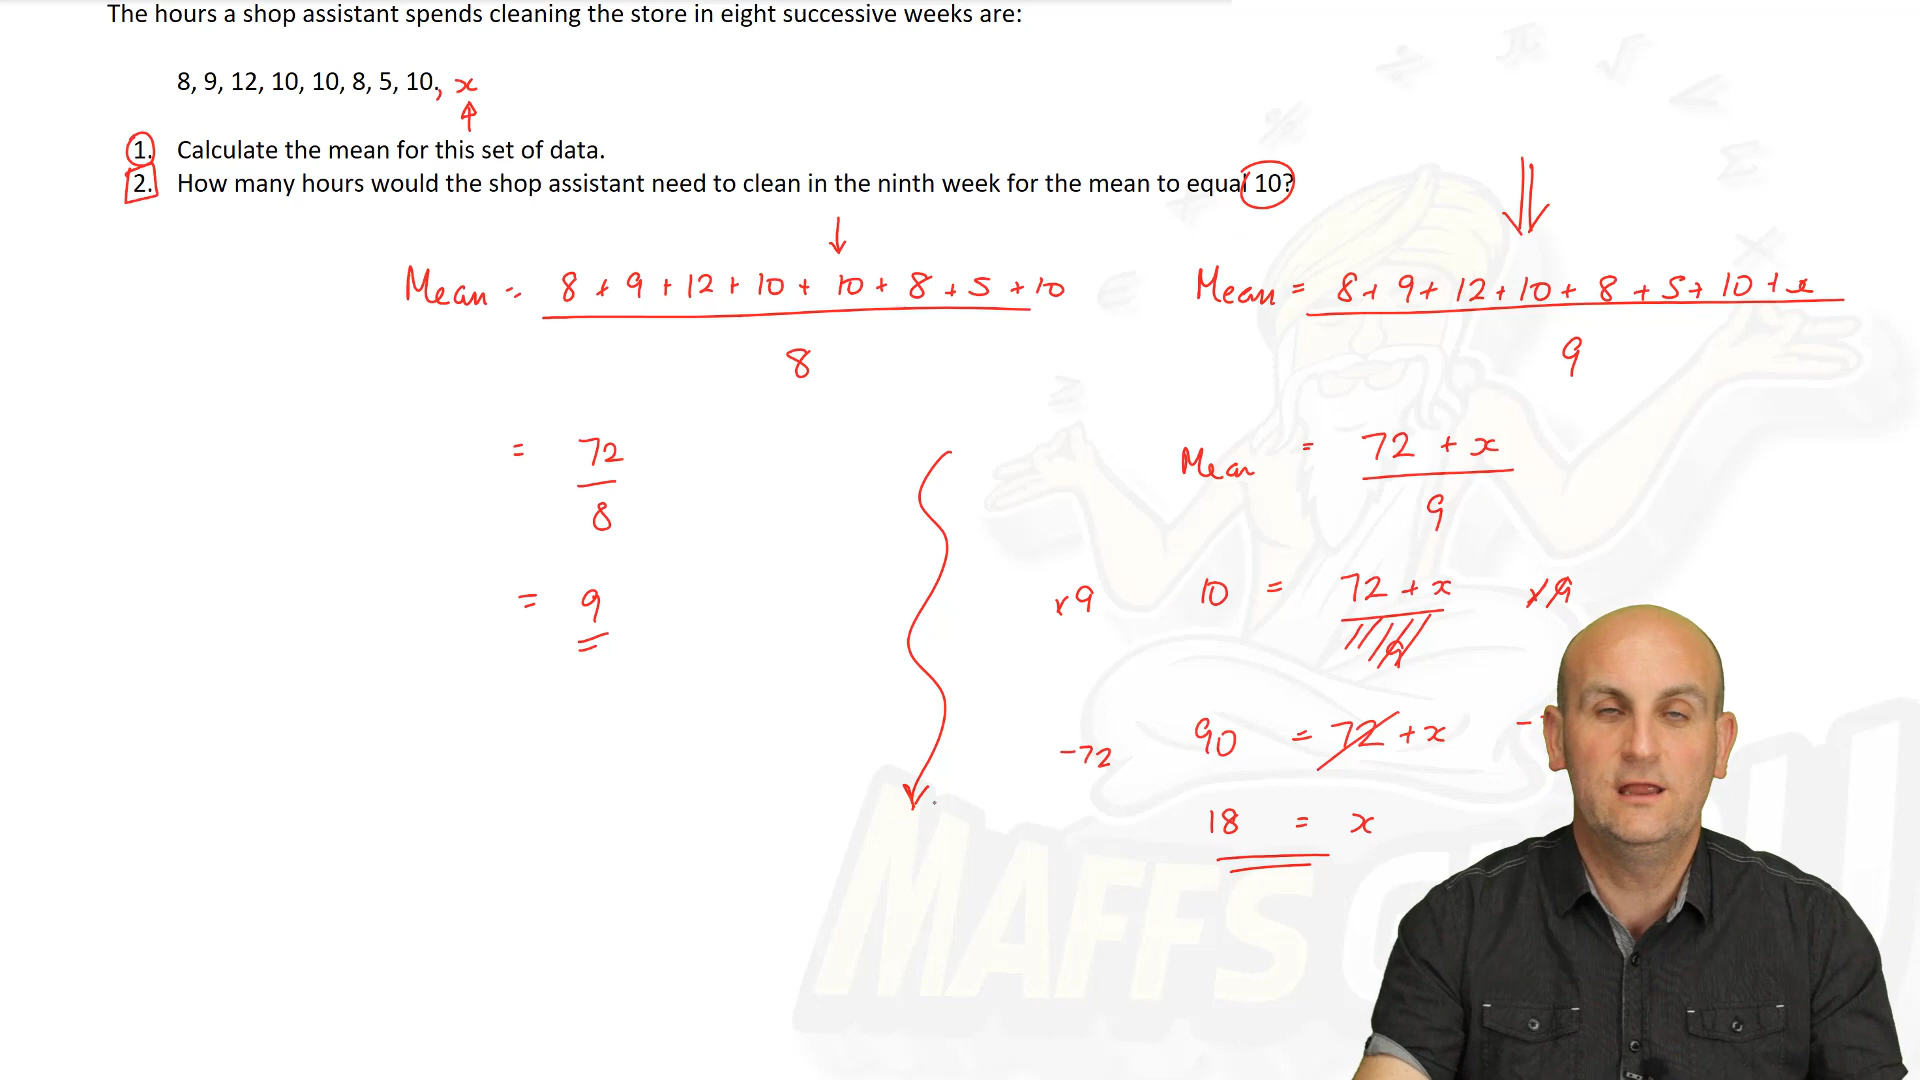 The hours a shop assistant spends cleaning the store in eight successive weeks are:
8, 9, 12, 10, 10, 8, 5, 10, x
1. Calculate the mean for this set of data.
2. How many hours would the shop assistant need to clean in the ninth week for the mean to equal 10?
Mean = 8 + 9 + 12 + 10 + 10 + 8 + 5 + 10
8
= 72
8
= 9
Mean = 8 + 9 + 12 + 10 + 8 + 5 + 10 + x
9
Mean = 72 + x
9
x9 10 = 72 + x x9
9
-72 90 = 72 + x -
18 = x
MAFFS